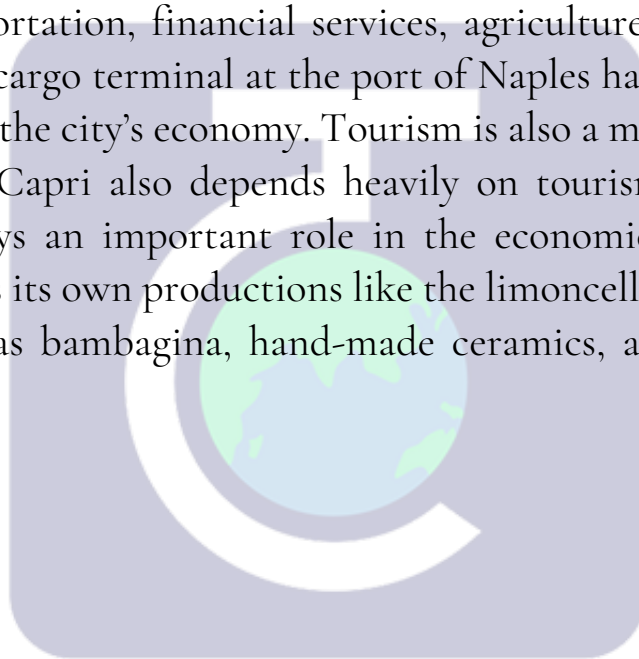 ortation, financial services, agriculture
cargo terminal at the port of Naples ha
the city's economy. Tourism is also a m
Capri also depends heavily on touris
ys an important role in the economi
s its own productions like the limoncell
as bambagina, hand-made ceramics, a